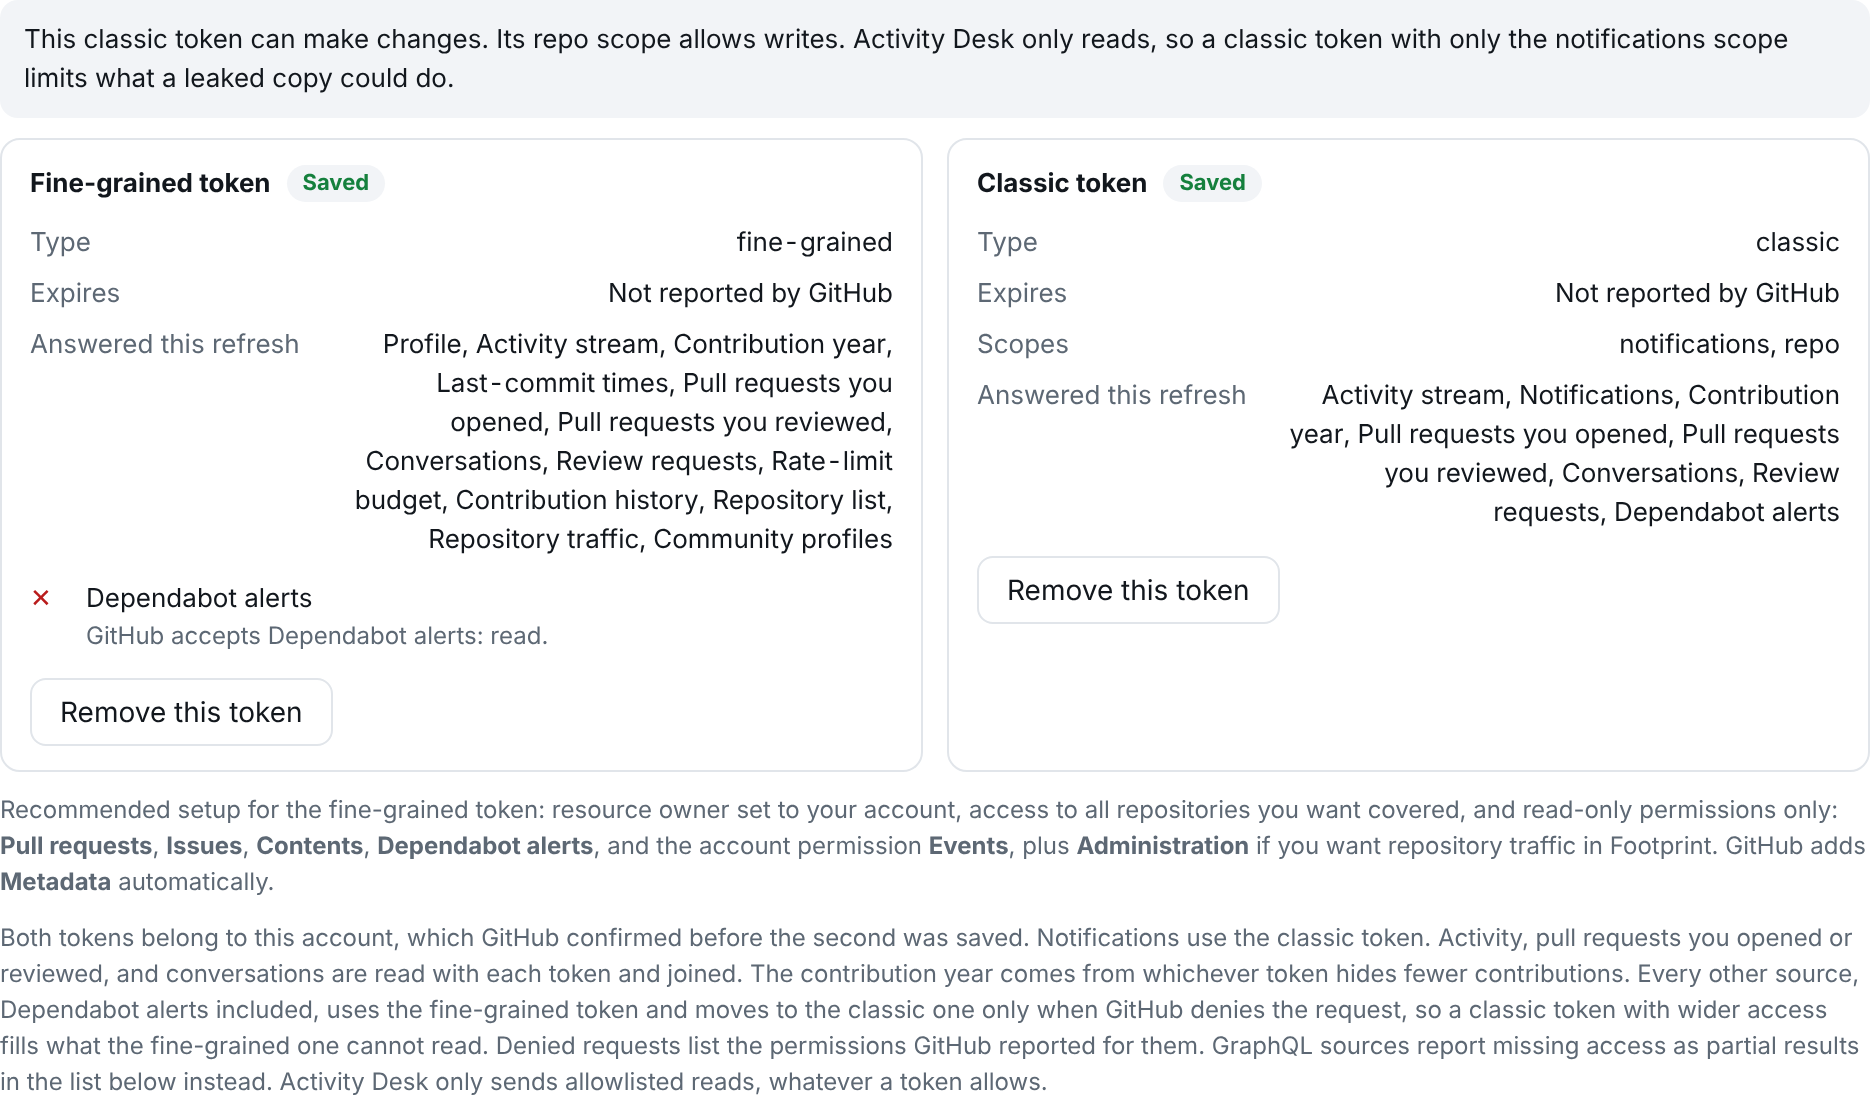 This classic token can make changes. Its repo scope allows writes. Activity Desk only reads, so a classic token with only the notifications scope
limits what a leaked copy could do.
Fine-grained token Saved
Type fine-grained
Expires Not reported by GitHub
Answered this refresh Profile, Activity stream, Contribution year,
Last-commit times, Pull requests you
opened, Pull requests you reviewed,
Conversations, Review requests, Rate-limit
budget, Contribution history, Repository list,
Repository traffic, Community profiles
✕ Dependabot alerts
GitHub accepts Dependabot alerts: read.
Remove this token
Classic token Saved
Type classic
Expires Not reported by GitHub
Scopes notifications, repo
Answered this refresh Activity stream, Notifications, Contribution
year, Pull requests you opened, Pull requests
you reviewed, Conversations, Review
requests, Dependabot alerts
Remove this token
Recommended setup for the fine-grained token: resource owner set to your account, access to all repositories you want covered, and read-only permissions only:
Pull requests, Issues, Contents, Dependabot alerts, and the account permission Events, plus Administration if you want repository traffic in Footprint. GitHub adds
Metadata automatically.
Both tokens belong to this account, which GitHub confirmed before the second was saved. Notifications use the classic token. Activity, pull requests you opened or
reviewed, and conversations are read with each token and joined. The contribution year comes from whichever token hides fewer contributions. Every other source,
Dependabot alerts included, uses the fine-grained token and moves to the classic one only when GitHub denies the request, so a classic token with wider access
fills what the fine-grained one cannot read. Denied requests list the permissions GitHub reported for them. GraphQL sources report missing access as partial results
in the list below instead. Activity Desk only sends allowlisted reads, whatever a token allows.